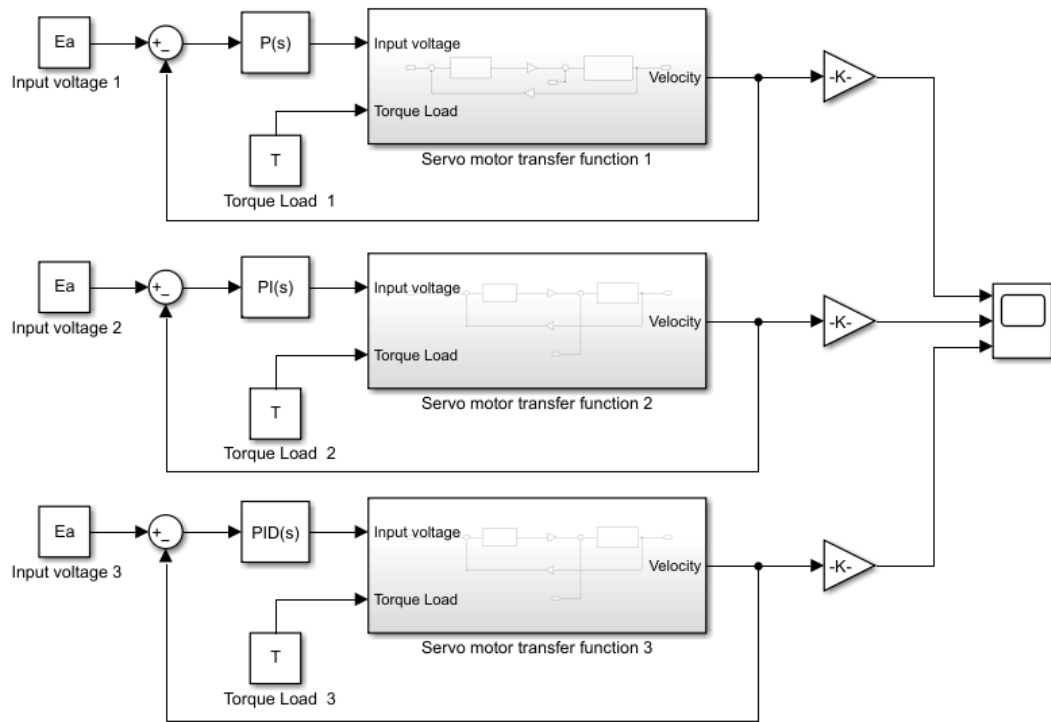 Ea
Input voltage 1
+_
P(s)
Input voltage
Torque Load
Velocity
Servo motor transfer function 1
T
Torque Load  1
-K-
Ea
Input voltage 2
+_
PI(s)
Input voltage
Torque Load
Velocity
Servo motor transfer function 2
T
Torque Load  2
-K-
Ea
Input voltage 3
+_
PID(s)
Input voltage
Torque Load
Velocity
Servo motor transfer function 3
T
Torque Load  3
-K-